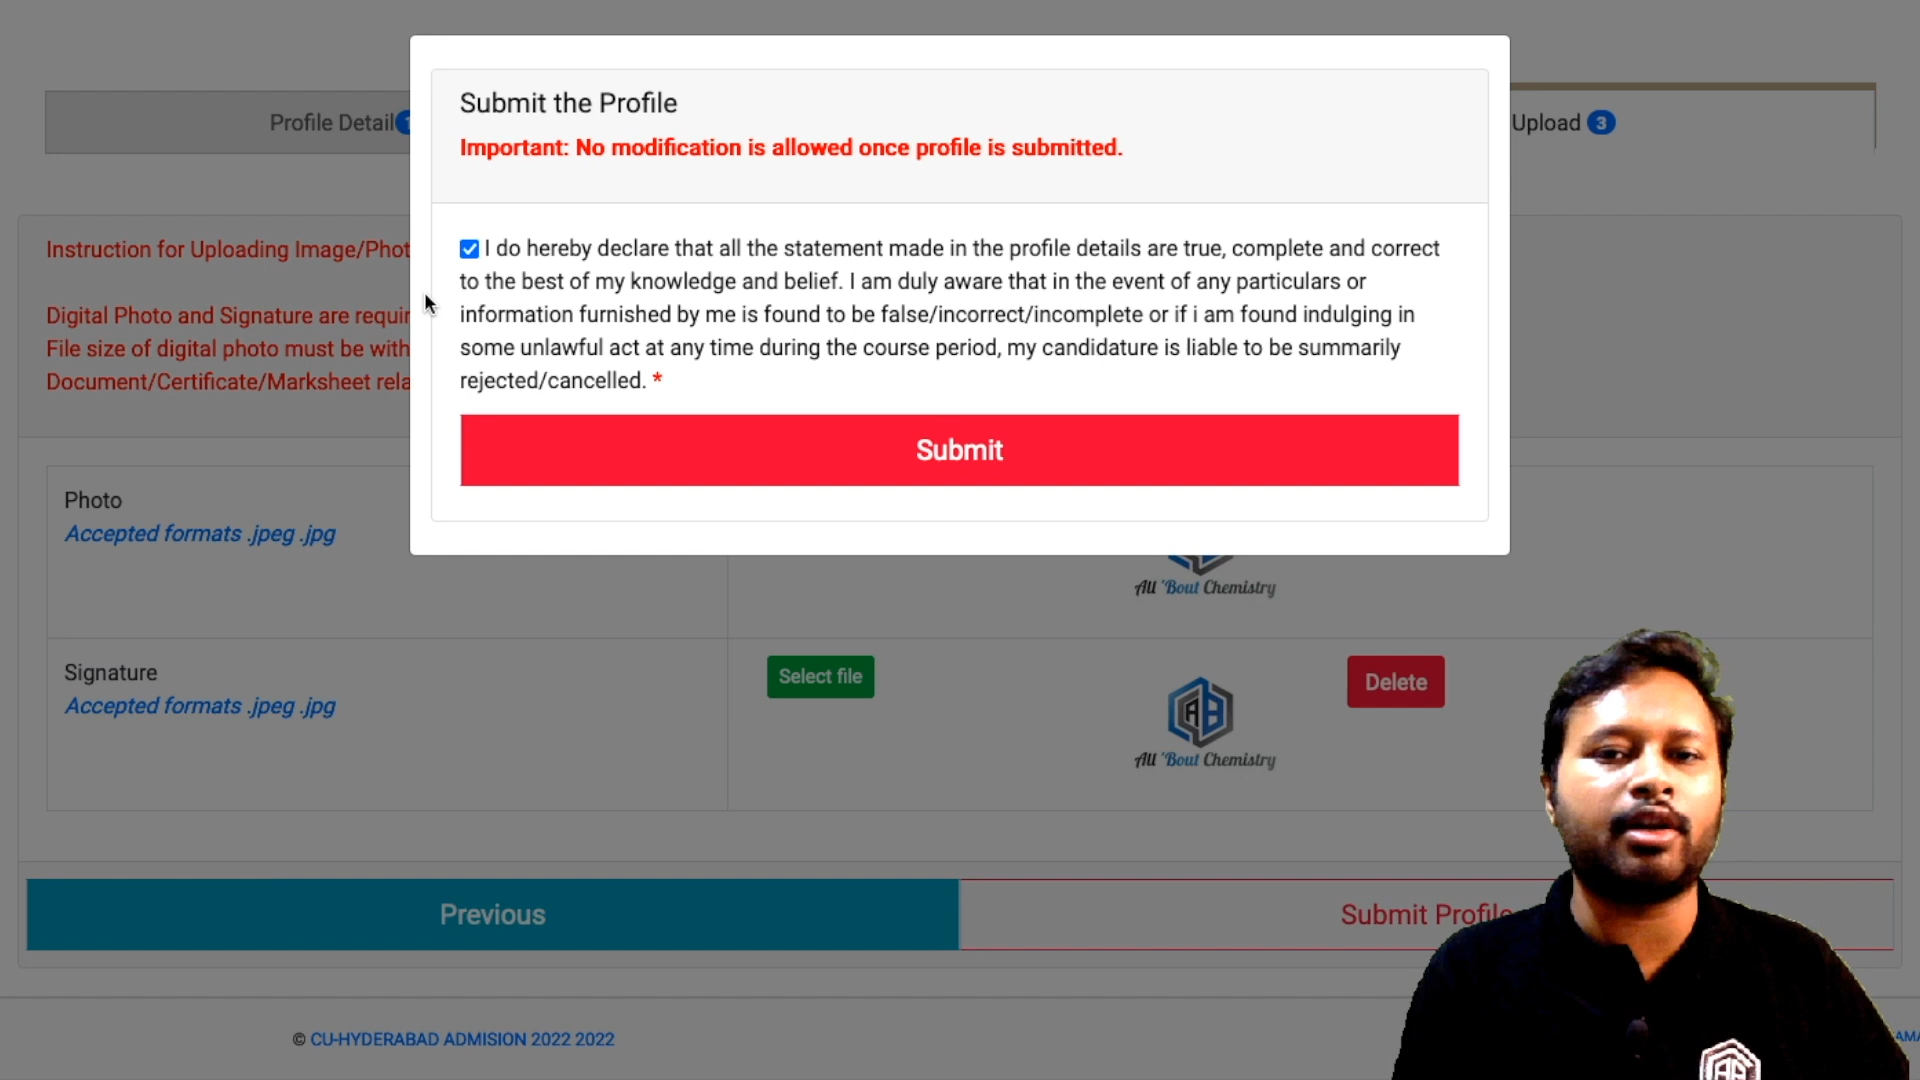 Submit the Profile
Important: No modification is allowed once profile is submitted.
Profile Detail
Upload 3
I do hereby declare that all the statement made in the profile details are true, complete and correct
to the best of my knowledge and belief. I am duly aware that in the event of any particulars or
information furnished by me is found to be false/incorrect/incomplete or if i am found indulging in
some unlawful act at any time during the course period, my candidature is liable to be summarily
rejected/cancelled. *
Submit
Instruction for Uploading Image/Phot
Digital Photo and Signature are requir
File size of digital photo must be with
Document/Certificate/Marksheet rela
Photo
Accepted formats .jpeg .jpg
All 'Bout Chemistry
Signature
Accepted formats .jpeg .jpg
Select file
All 'Bout Chemistry
Delete
Previous
Submit Profile
© CU-HYDERABAD ADMISION 2022 2022